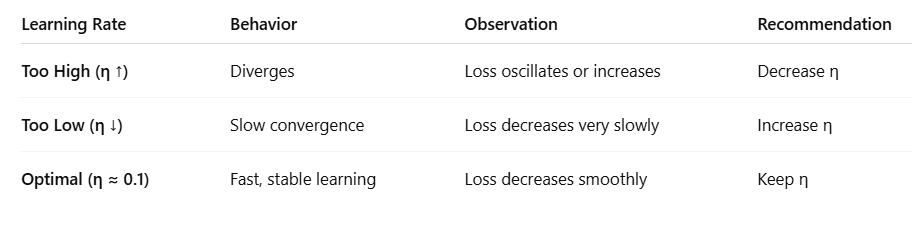 Learning Rate Behavior Observation Recommendation
Too High (η ↑) Diverges Loss oscillates or increases Decrease η
Too Low (η ↓) Slow convergence Loss decreases very slowly Increase η
Optimal (η ≈ 0.1) Fast, stable learning Loss decreases smoothly Keep η